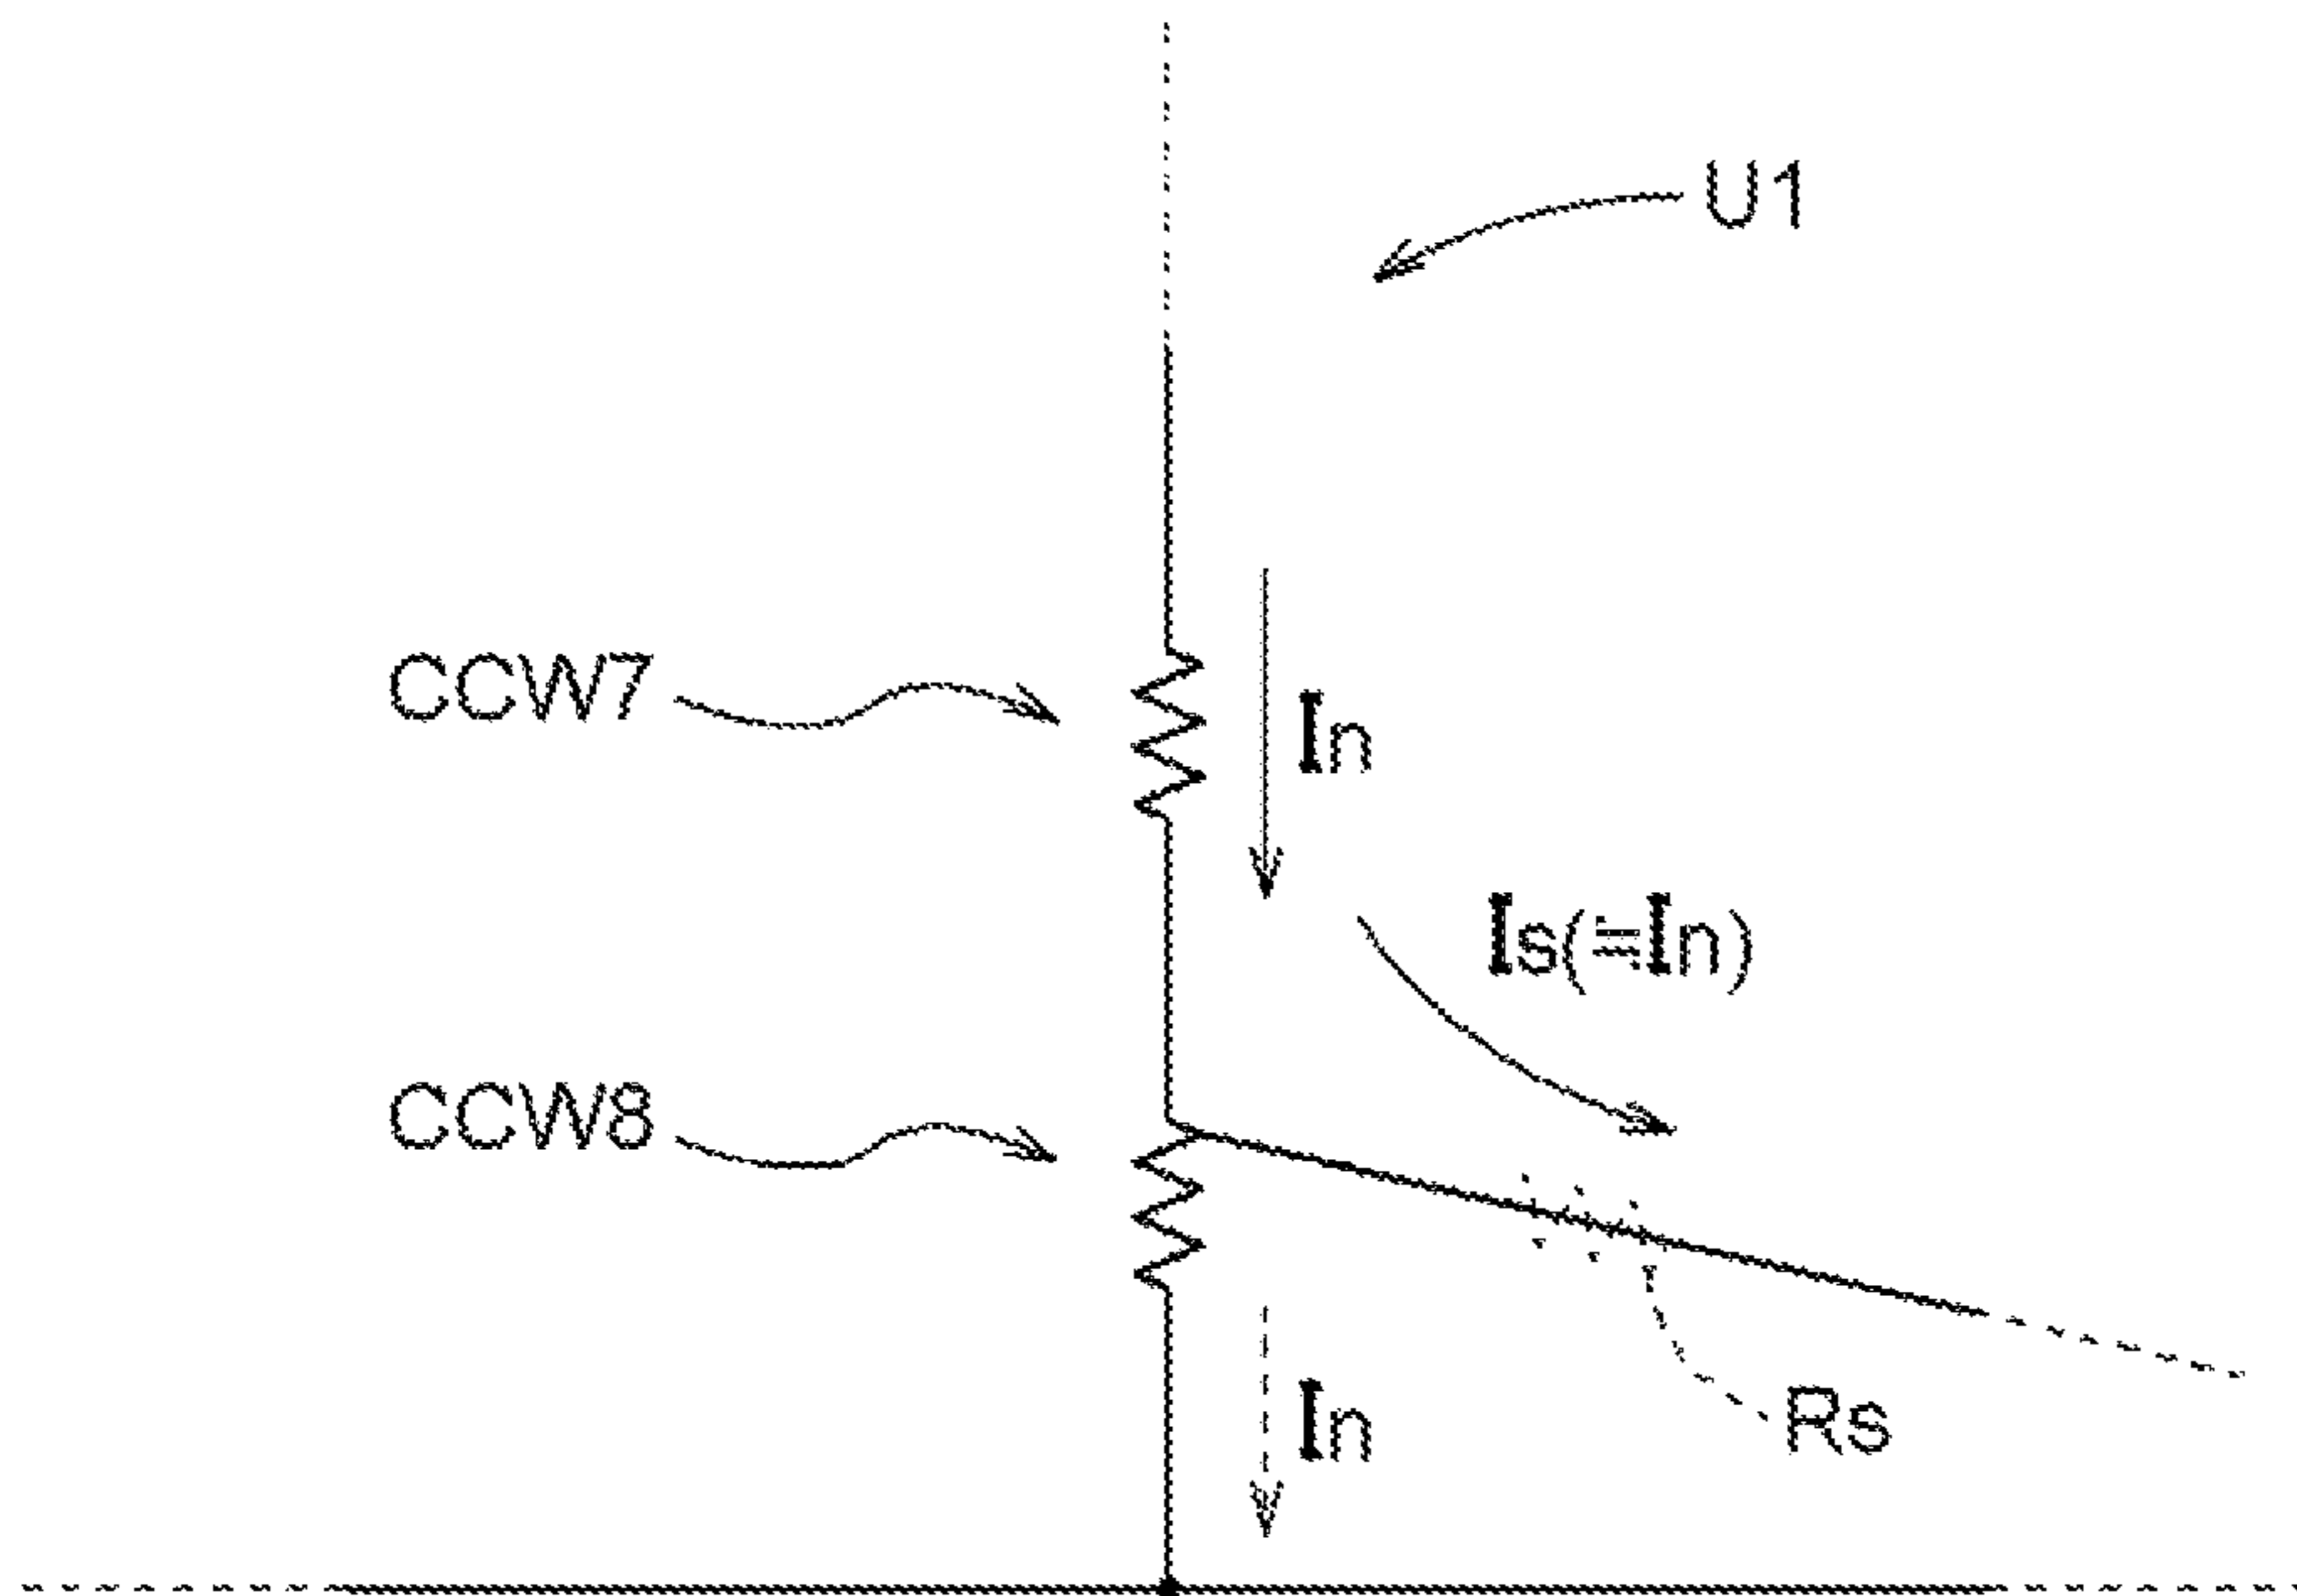 U1
CCW7
In
Is(≒In)
CCW8
In
Rs